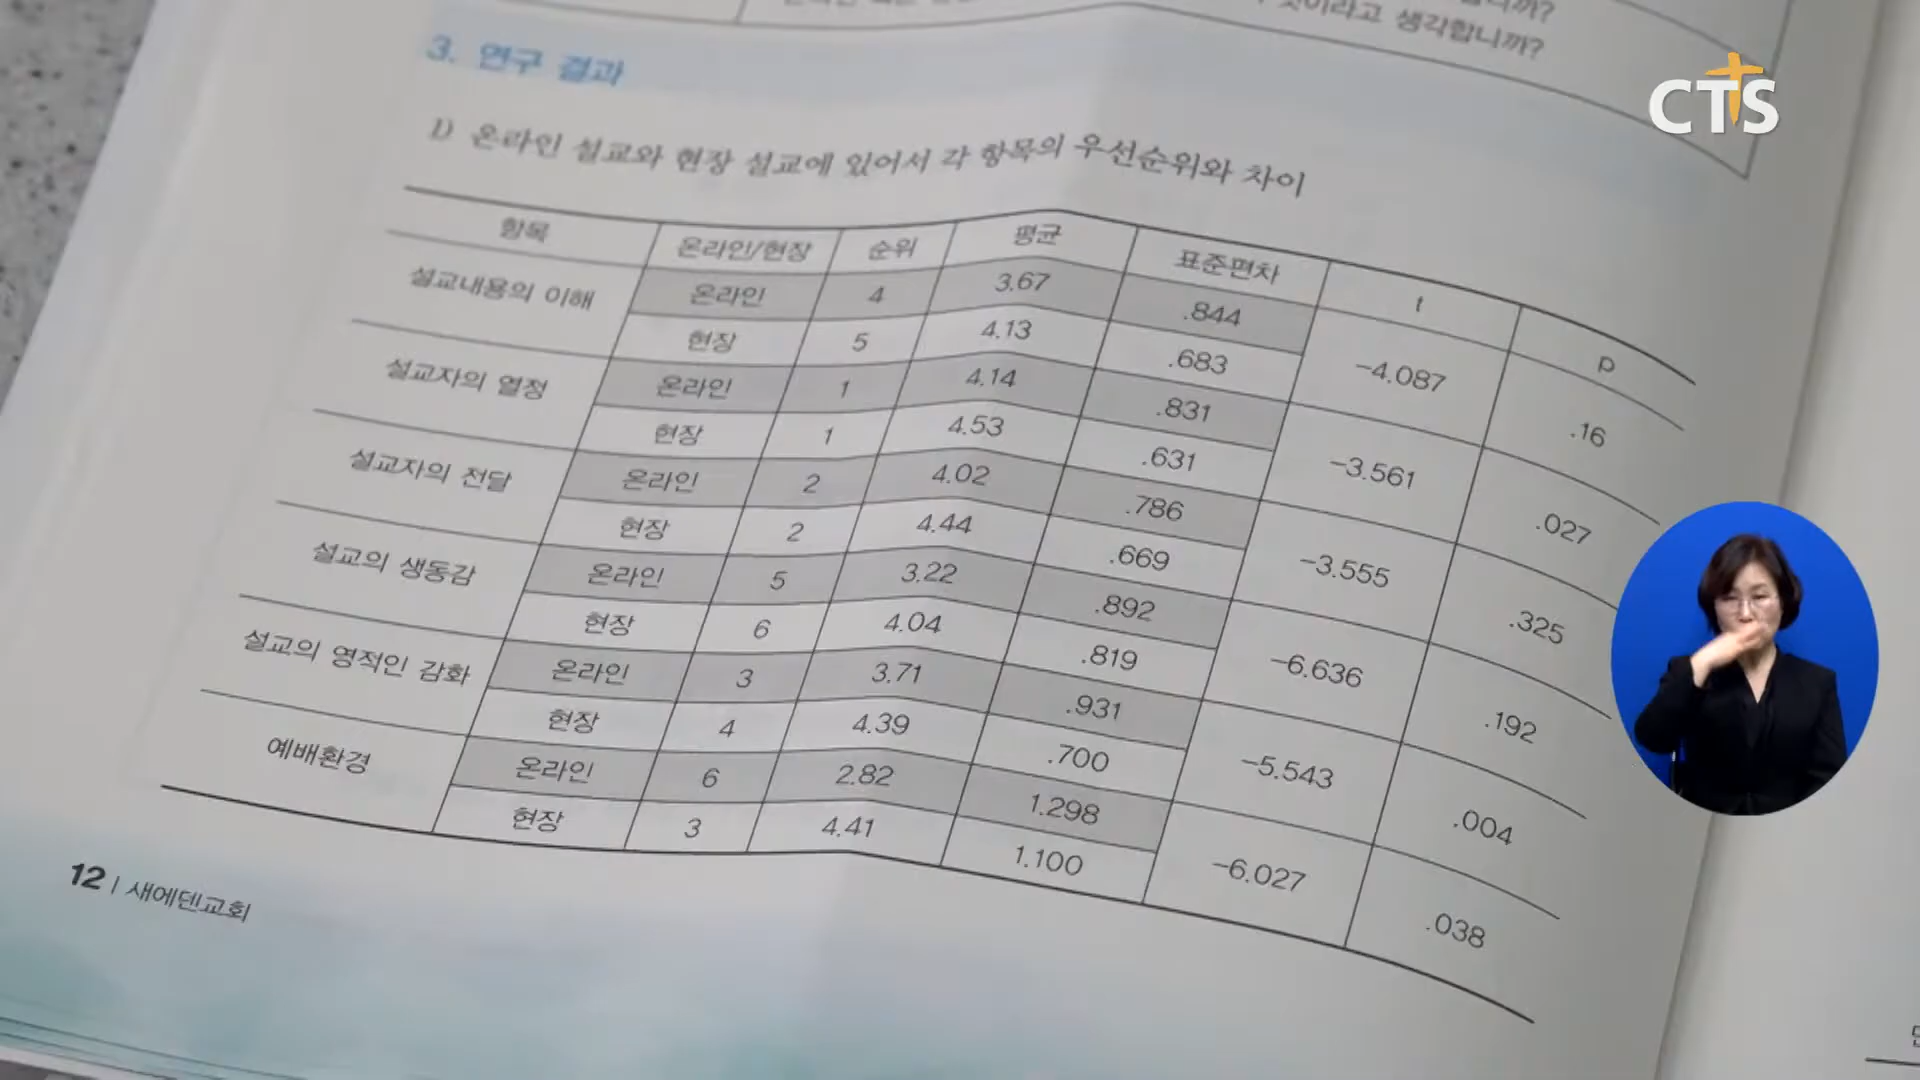 것이라고 생각합니까?
3. 연구 결과
1) 온라인 설교와 현장 설교에 있어서 각 항목의 우선순위와 차이
항목 온라인/현장 순위 평균 표준편차 t p
설교내용의 이해 온라인 4 3.67 .844 -4.087 .16
현장 5 4.13 .683
설교자의 열정 온라인 1 4.14 .831 -3.561 .027
현장 1 4.53 .631
설교자의 전달 온라인 2 4.02 .786 -3.555 .325
현장 2 4.44 .669
설교의 생동감 온라인 5 3.22 .892 -6.636 .192
현장 6 4.04 .819
설교의 영적인 감화 온라인 3 3.71 .931 -5.543 .004
현장 4 4.39 .700
예배환경 온라인 6 2.82 1.298 -6.027 .038
현장 3 4.41 1.100
12 | 새에덴교회
CTS